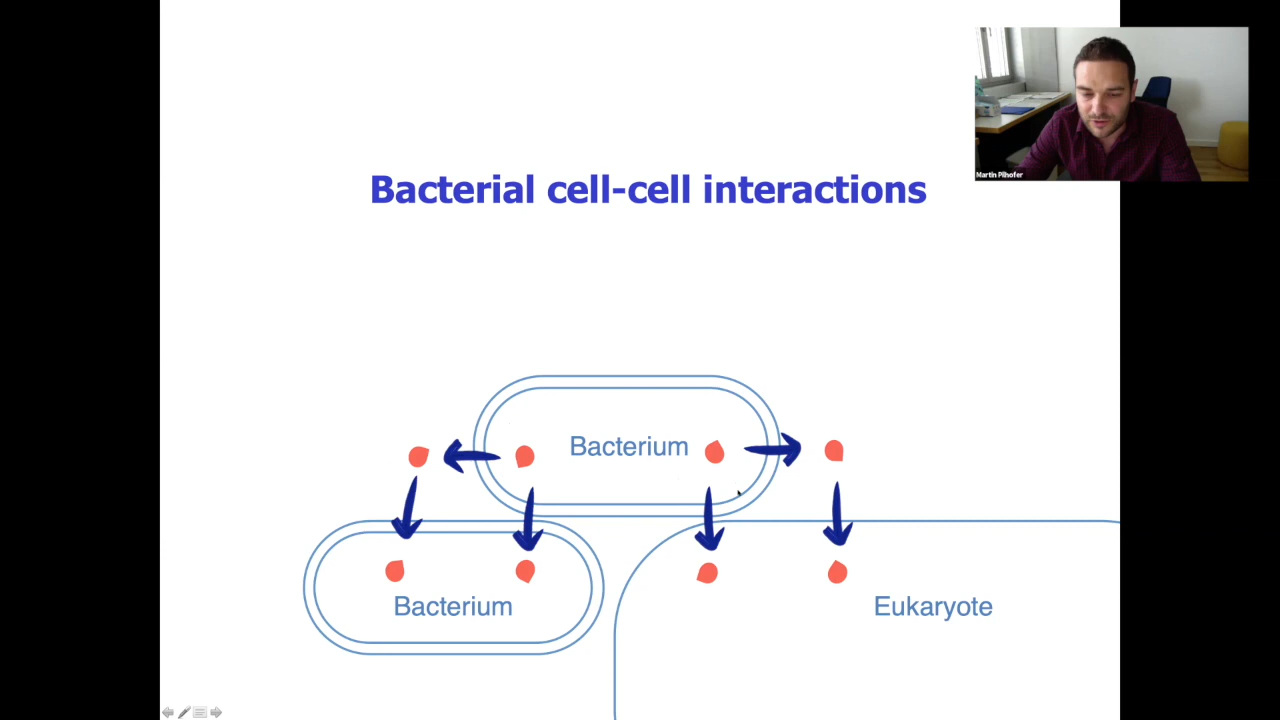 Martin Pilhofer
Bacterial cell-cell interactions
Bacterium
Bacterium
Eukaryote